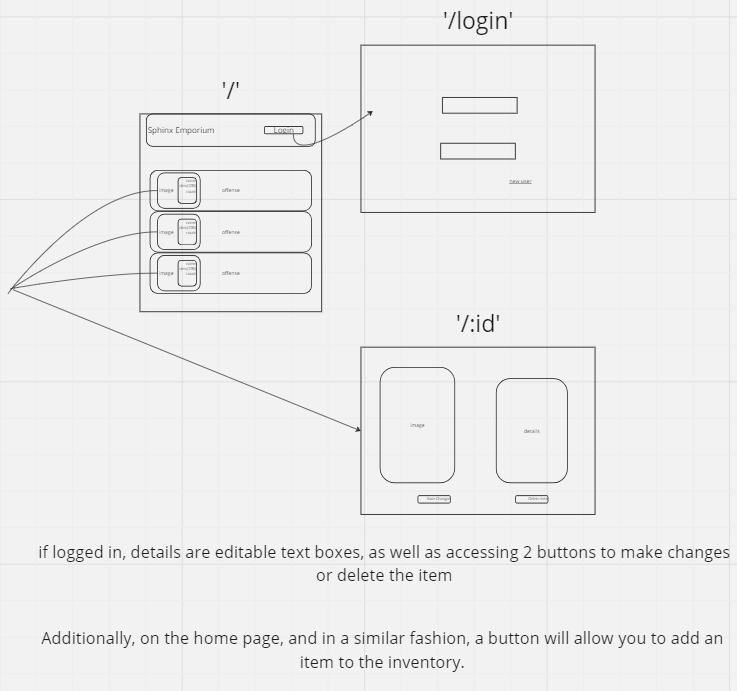 '/login'
'/'
Sphinx Emporium
Login
image
offense
image
offense
image
offense
new user
'/:id'
image
details
Save Changes
Delete Item
if logged in, details are editable text boxes, as well as accessing 2 buttons to make changes
or delete the item
Additionally, on the home page, and in a similar fashion, a button will allow you to add an
item to the inventory.